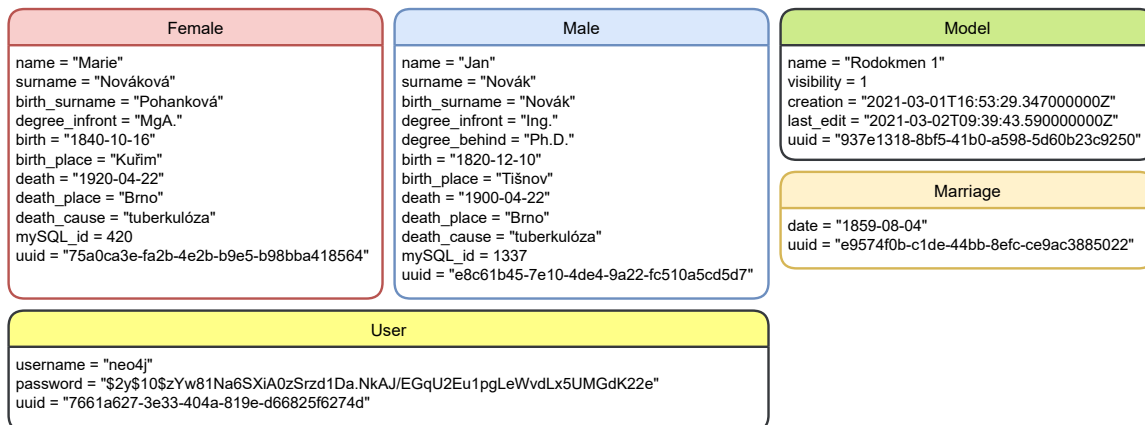 Female
name = "Marie"
surname = "Nováková"
birth_surname = "Pohanková"
degree_infront = "MgA."
birth = "1840-10-16"
birth_place = "Kuřim"
death = "1920-04-22"
death_place = "Brno"
death_cause = "tuberkulóza"
mySQL_id = 420
uuid = "75a0ca3e-fa2b-4e2b-b9e5-b98bba418564"
Male
name = "Jan"
surname = "Novák"
birth_surname = "Novák"
degree_infront = "Ing."
degree_behind = "Ph.D."
birth = "1820-12-10"
birth_place = "Tišnov"
death = "1900-04-22"
death_place = "Brno"
death_cause = "tuberkulóza"
mySQL_id = 1337
uuid = "e8c61b45-7e10-4de4-9a22-fc510a5cd5d7"
Model
name = "Rodokmen 1"
visibility = 1
creation = "2021-03-01T16:53:29.347000000Z"
last_edit = "2021-03-02T09:39:43.590000000Z"
uuid = "937e1318-8bf5-41b0-a598-5d60b23c9250"
Marriage
date = "1859-08-04"
uuid = "e9574f0b-c1de-44bb-8efc-ce9ac3885022"
User
username = "neo4j"
password = "$2y$10$zYw81Na6SXiA0zSrzd1Da.NkAJ/EGqU2Eu1pgLeWvdLx5UMGdK22e"
uuid = "7661a627-3e33-404a-819e-d66825f6274d"